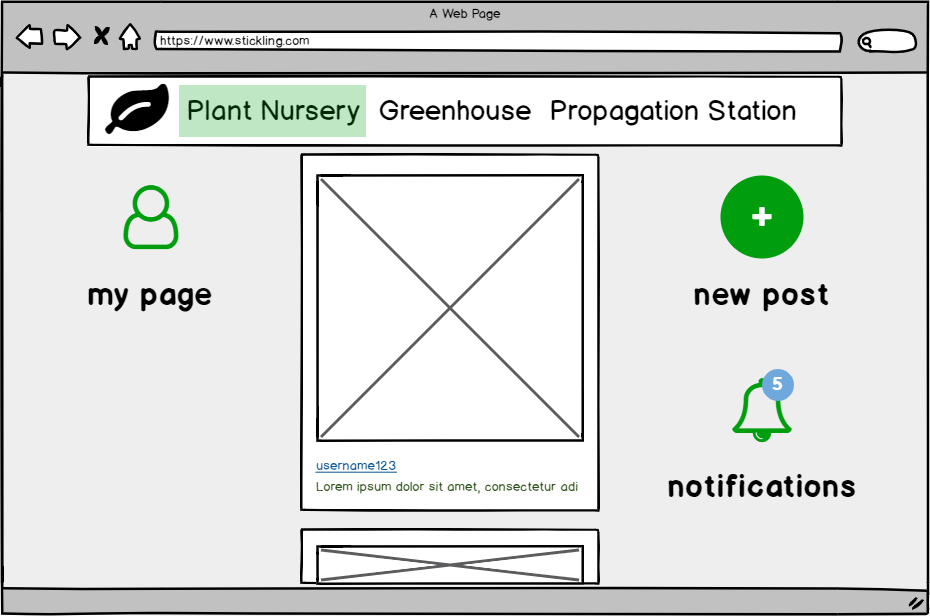 A Web Page
https://www.stickling.com
Plant Nursery Greenhouse Propagation Station
my page
new post
5
notifications
username123
Lorem ipsum dolor sit amet, consectetur adi